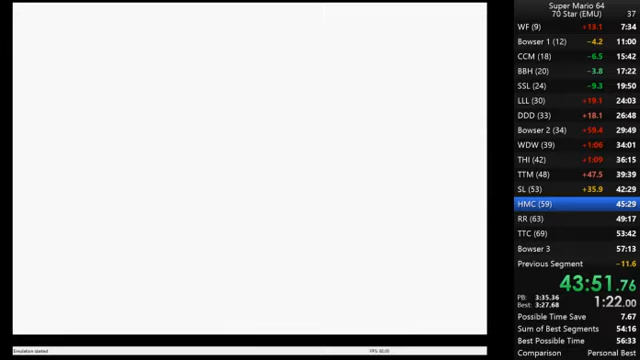 Super Mario 64
70 Star (EMU) 37
WF (9) +13.1 7:34
Bowser 1 (12) −4.2 11:00
CCM (18) −6.5 15:42
BBH (20) −3.8 17:22
SSL (24) −9.3 19:50
LLL (30) +19.1 24:03
DDD (33) +18.1 26:48
Bowser 2 (34) +59.4 29:49
WDW (39) +1:06 34:01
THI (42) +1:09 36:15
TTM (48) +47.5 39:39
SL (53) +35.9 42:29
HMC (59) 45:29
RR (63) 49:17
TTC (69) 53:42
Bowser 3 57:13
Previous Segment −11.6
43:51.76
PB: 3:35.36
Best: 3:27.68
1:22.00
Possible Time Save 7.67
Sum of Best Segments 54:16
Best Possible Time 56:33
Comparison Personal Best
Emulation started